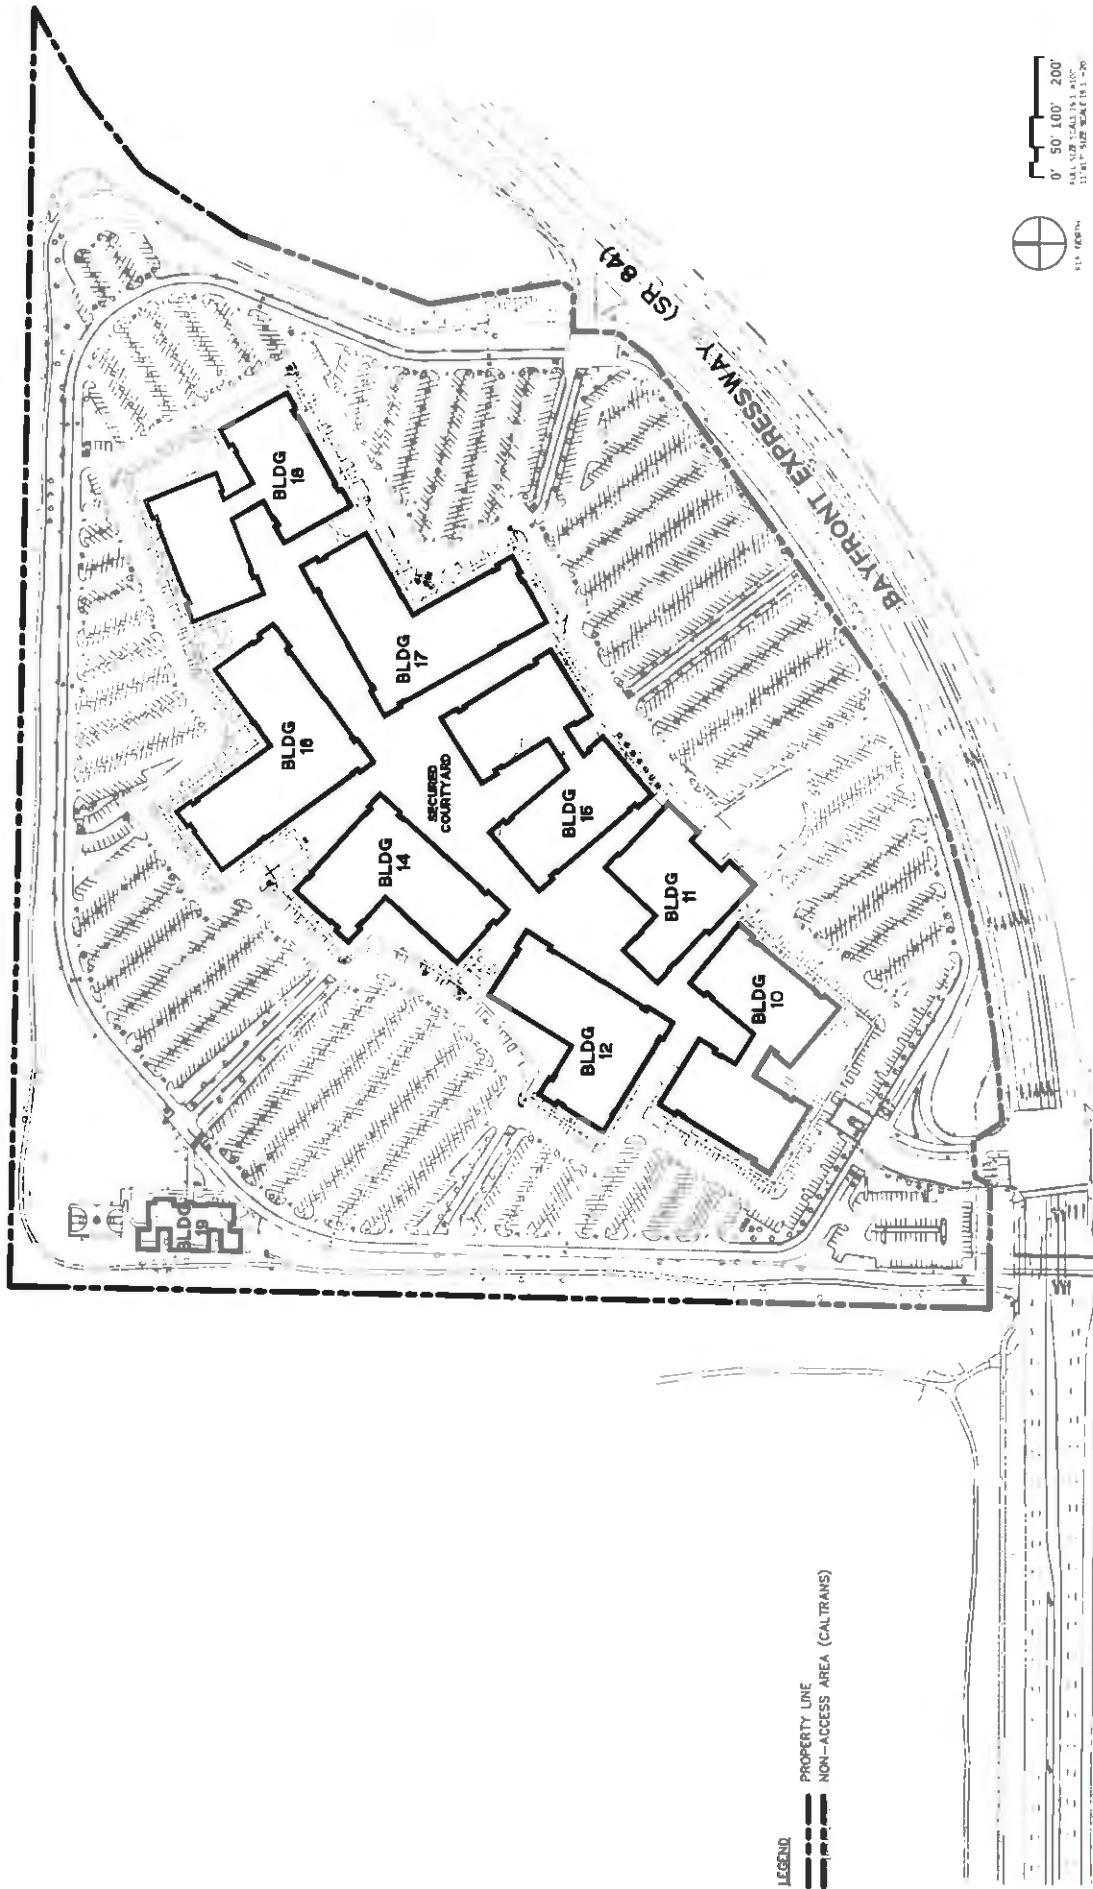 BLDG
18
BLDG
17
BLDG
16
SECURED
COURTYARD
BLDG
14
BLDG
15
BLDG
11
BLDG
10
BLDG
12
BLDG
19
BAYFRONT EXPRESSWAY (SR 84)
0' 50' 100' 200'
NORTH
LEGEND
PROPERTY LINE
NON-ACCESS AREA (CALTRANS)